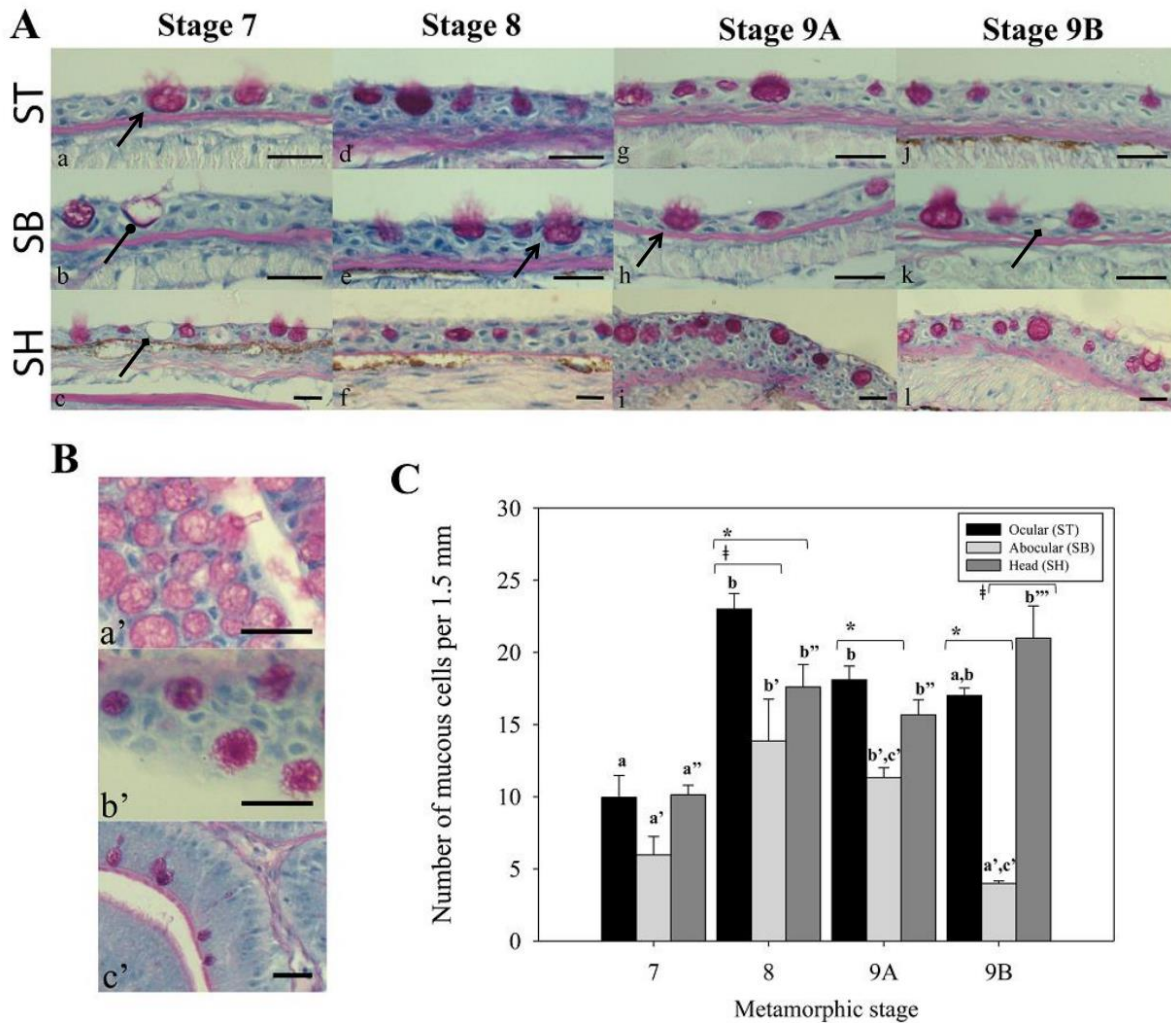 A
Stage 7 Stage 8 Stage 9A Stage 9B
ST
a d g j
SB
b e h k
SH
c f i l
B
a’
b’
c’
C
30
25
20
15
10
5
0
Number of mucous cells per 1.5 mm
Ocular (ST)
Abocular (SB)
Head (SH)
* ǂ ǂ
b b b’’’
* *
b’ b’’ b’’ a,b
a a’’ b’,c’
a’ a’,c’
7 8 9A 9B
Metamorphic stage